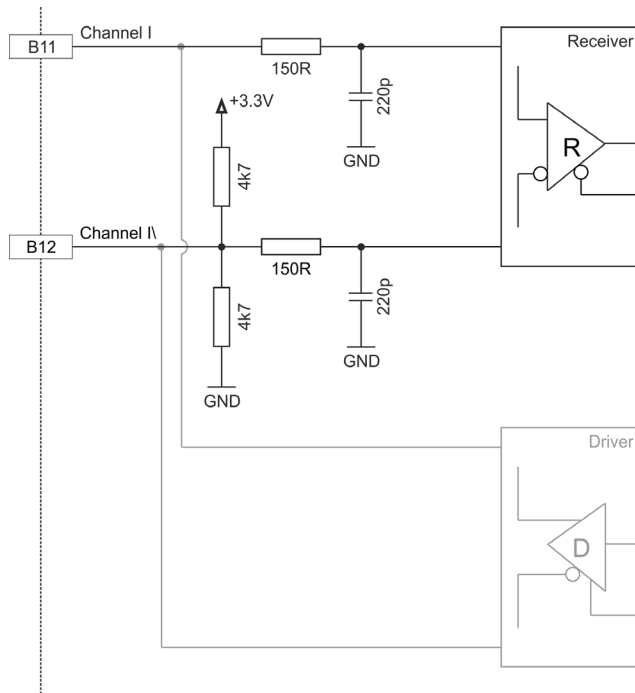 Channel I
B11
Receiver
150R
220p
+3.3V
GND
R
4k7
Channel I\
B12
150R
220p
4k7
GND
GND
Driver
D